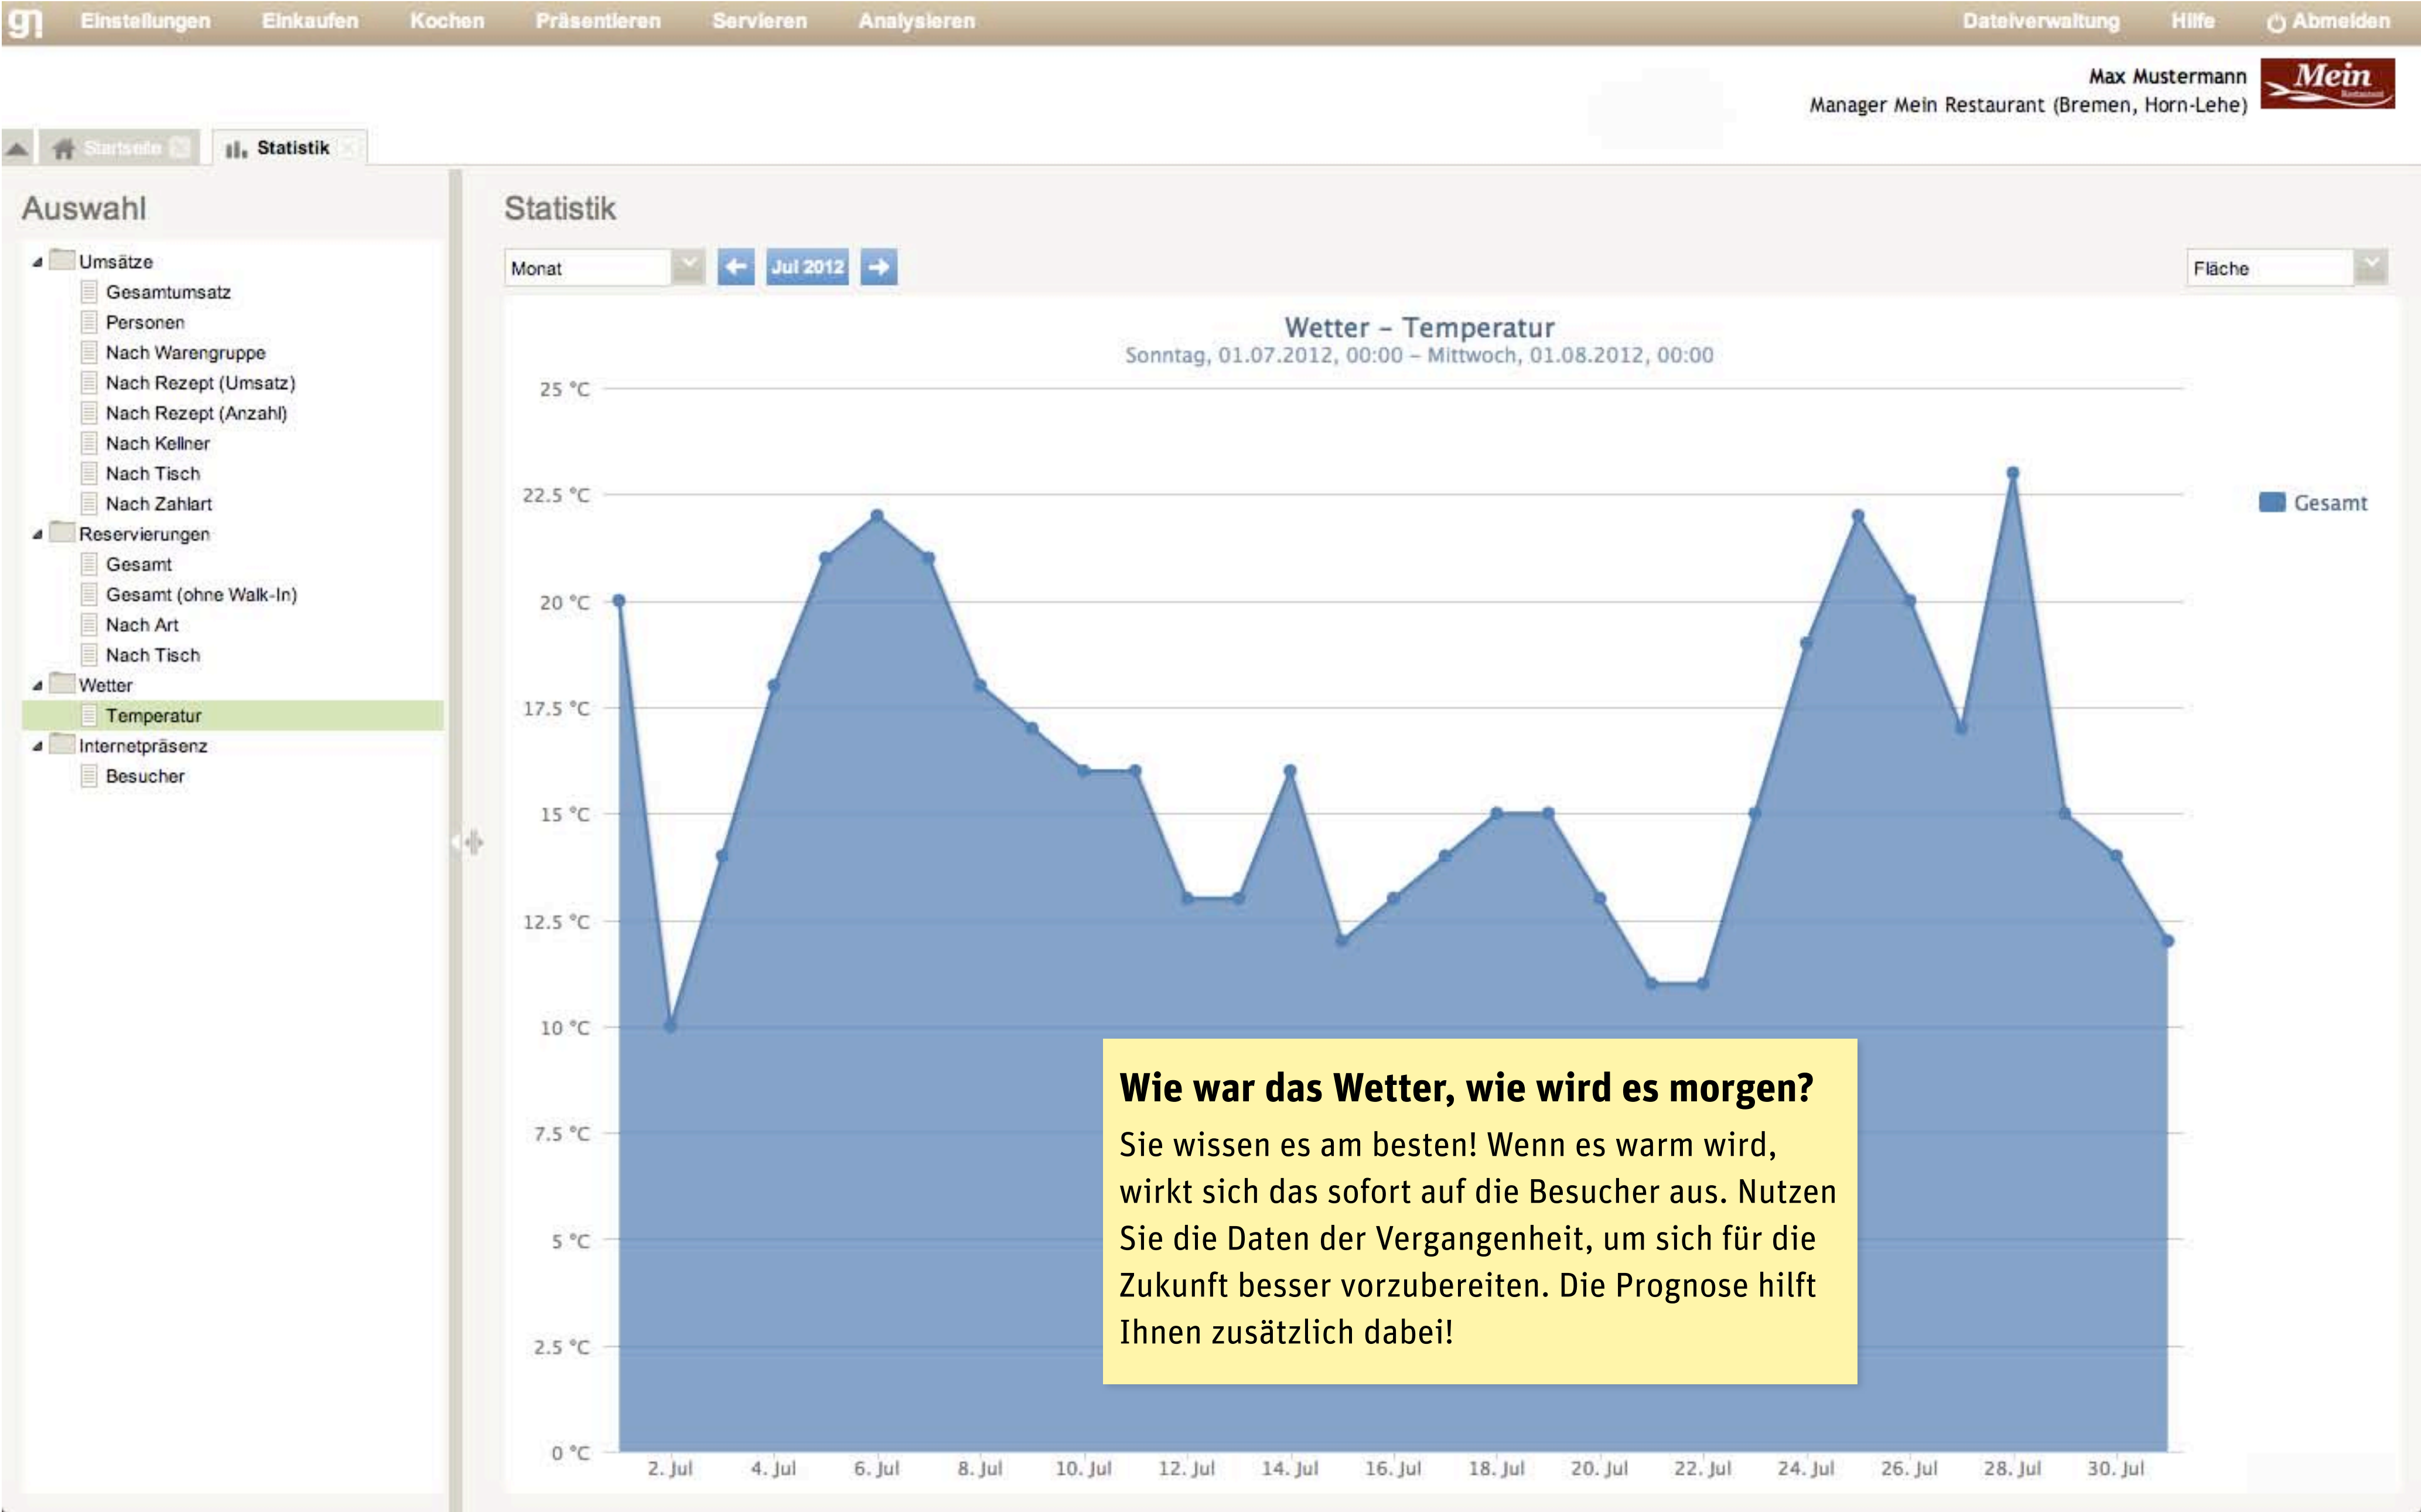 gn Einstellungen Einkaufen Kochen Präsentieren Servieren Analysieren Dateiverwaltung Hilfe Abmelden
Max Mustermann
Manager Mein Restaurant (Bremen, Horn-Lehe)
Mein
Restaurant
Startseite Statistik
Auswahl
Umsätze
Gesamtumsatz
Personen
Nach Warengruppe
Nach Rezept (Umsatz)
Nach Rezept (Anzahl)
Nach Kellner
Nach Tisch
Nach Zahlart
Reservierungen
Gesamt
Gesamt (ohne Walk-In)
Nach Art
Nach Tisch
Wetter
Temperatur
Internetpräsenz
Besucher
Statistik
Monat Jul 2012 Fläche
Wetter – Temperatur
Sonntag, 01.07.2012, 00:00 – Mittwoch, 01.08.2012, 00:00
25 °C
22.5 °C
20 °C
17.5 °C
15 °C
12.5 °C
10 °C
7.5 °C
5 °C
2.5 °C
0 °C
2. Jul 4. Jul 6. Jul 8. Jul 10. Jul 12. Jul 14. Jul 16. Jul 18. Jul 20. Jul 22. Jul 24. Jul 26. Jul 28. Jul 30. Jul
Gesamt
Wie war das Wetter, wie wird es morgen?
Sie wissen es am besten! Wenn es warm wird,
wirkt sich das sofort auf die Besucher aus. Nutzen
Sie die Daten der Vergangenheit, um sich für die
Zukunft besser vorzubereiten. Die Prognose hilft
Ihnen zusätzlich dabei!